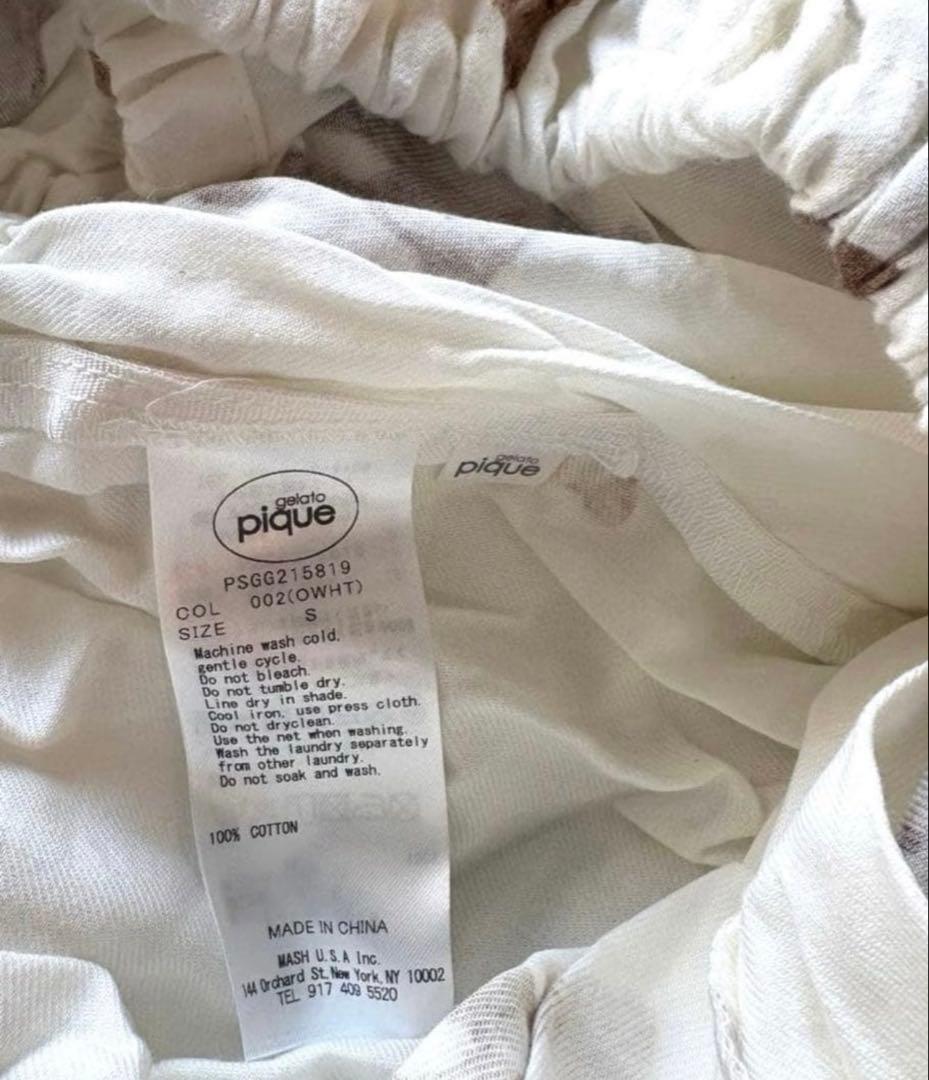 gelato
pique
gelato
pique
PSGG215819
COL 002(OWHT)
SIZE S
Machine wash cold.
gentle cycle.
Do not bleach.
Do not tumble dry.
Line dry in shade.
Cool iron, use press cloth.
Do not dryclean.
Use the net when washing.
Wash the laundry separately
from other laundry.
Do not soak and wash.
100% COTTON
MADE IN CHINA
MASH U.S.A Inc.
144 Orchard St, New York, NY 10002
TEL 917 409 5520